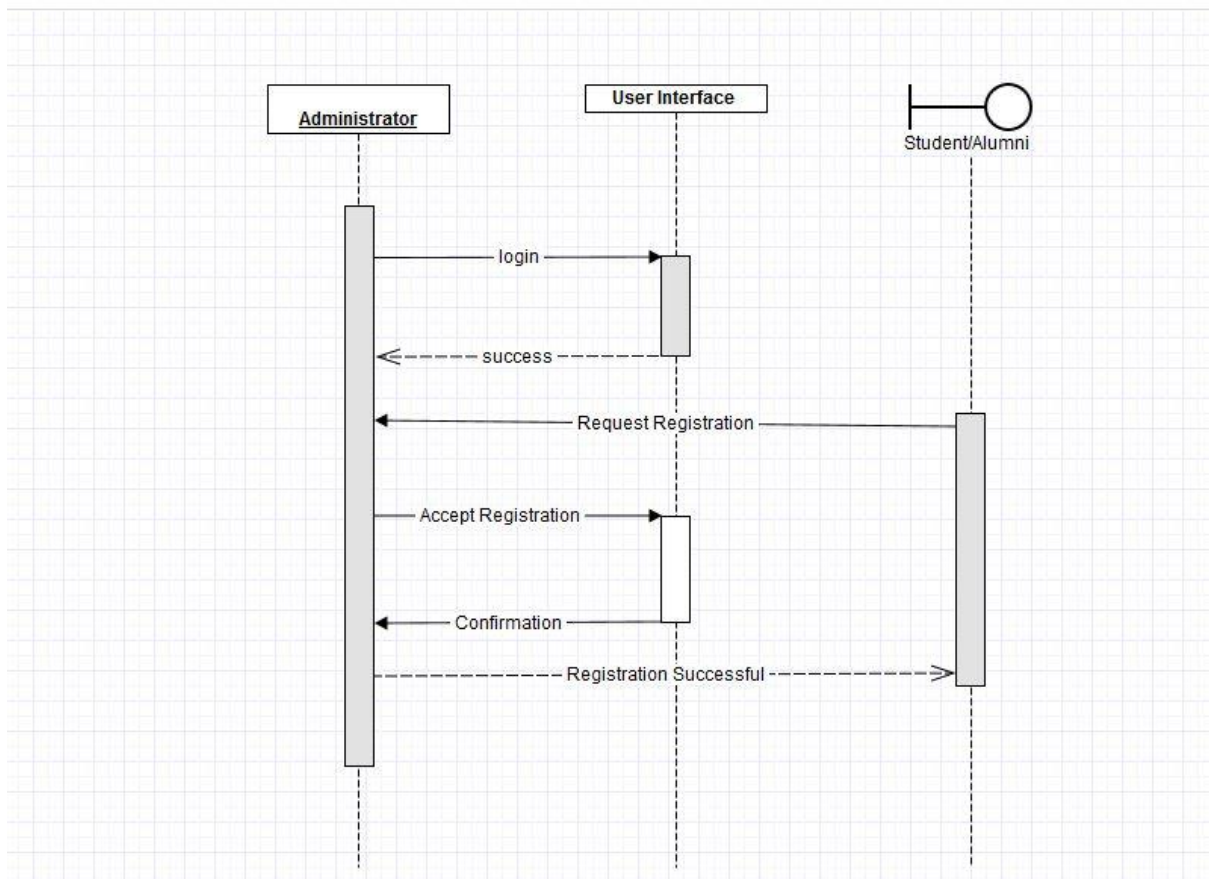 Administrator
User Interface
Student/Alumni
login
success
Request Registration
Accept Registration
Confirmation
Registration Successful